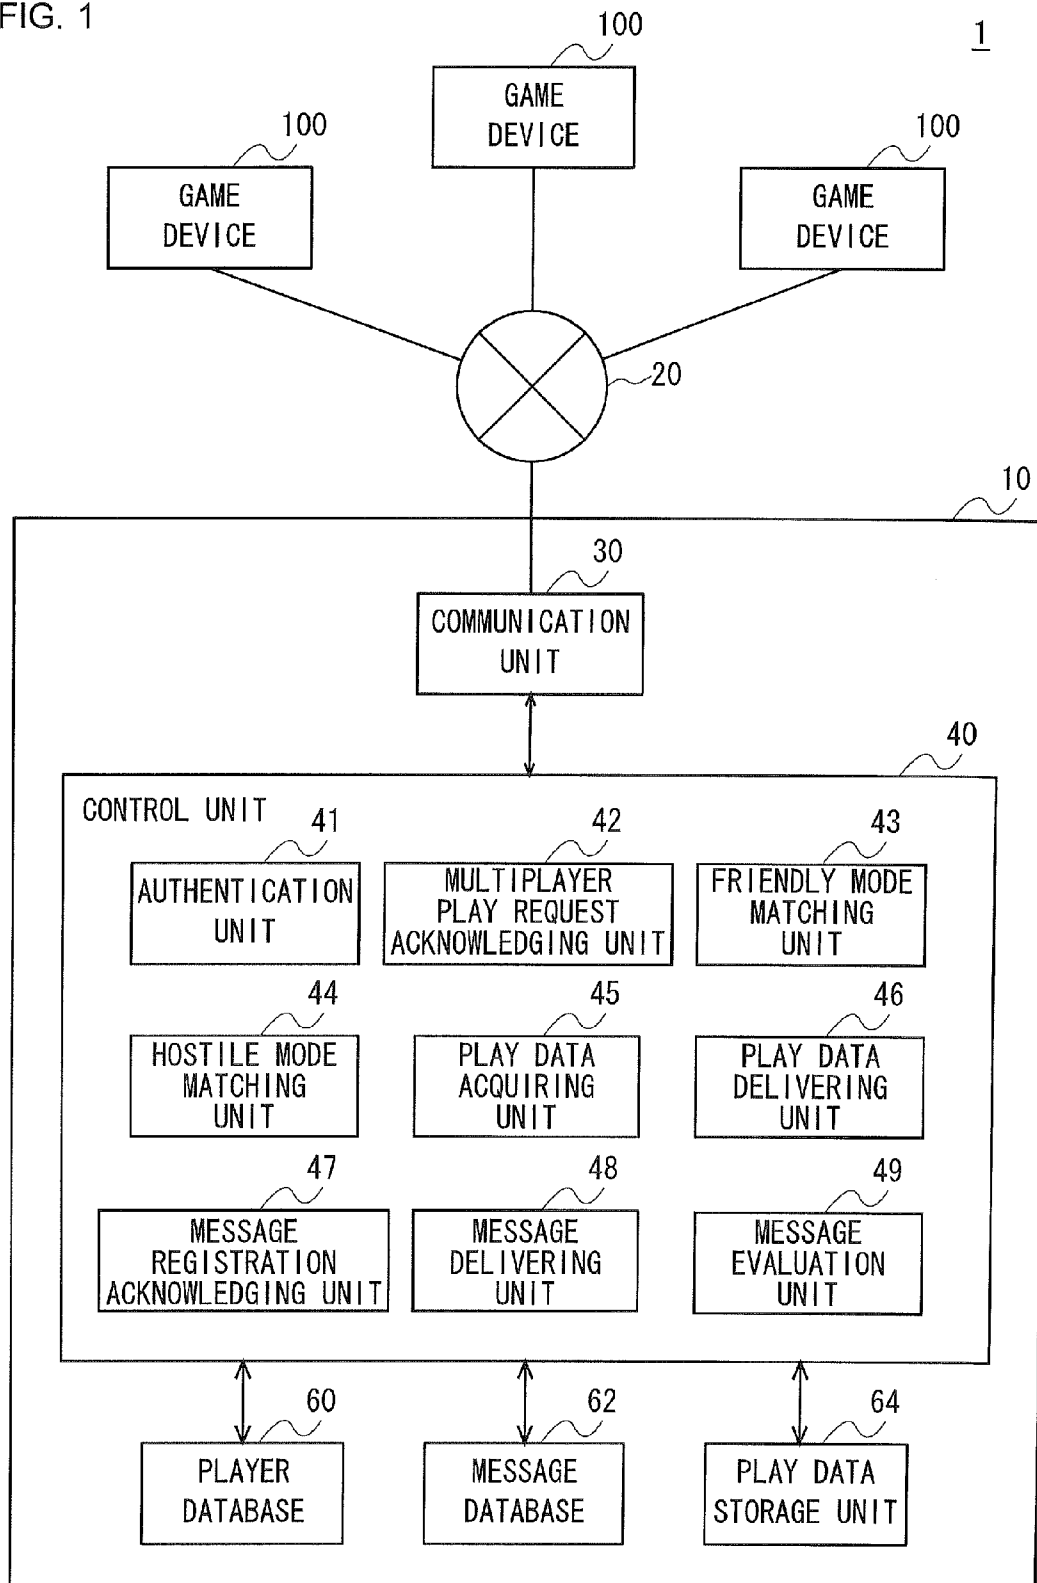 FIG. 1
1
100
GAME
DEVICE
100
GAME
DEVICE
100
GAME
DEVICE
20
10
30
COMMUNICATION
UNIT
40
CONTROL UNIT
41
AUTHENTICATION
UNIT
42
MULTIPLAYER
PLAY REQUEST
ACKNOWLEDGING UNIT
43
FRIENDLY MODE
MATCHING
UNIT
44
HOSTILE MODE
MATCHING
UNIT
45
PLAY DATA
ACQUIRING
UNIT
46
PLAY DATA
DELIVERING
UNIT
47
MESSAGE
REGISTRATION
ACKNOWLEDGING UNIT
48
MESSAGE
DELIVERING
UNIT
49
MESSAGE
EVALUATION
UNIT
60
PLAYER
DATABASE
62
MESSAGE
DATABASE
64
PLAY DATA
STORAGE UNIT